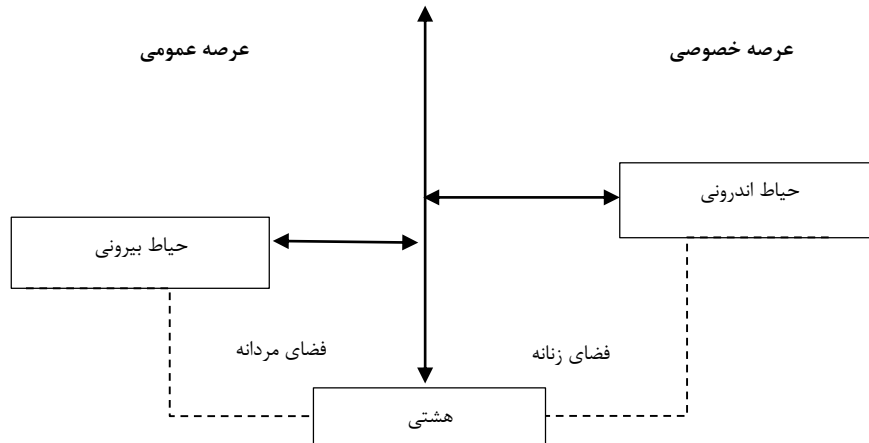 عرصه خصوصی
عرصه عمومی
حیاط اندرونی
حیاط بیرونی
فضای زنانه
فضای مردانه
هشتی